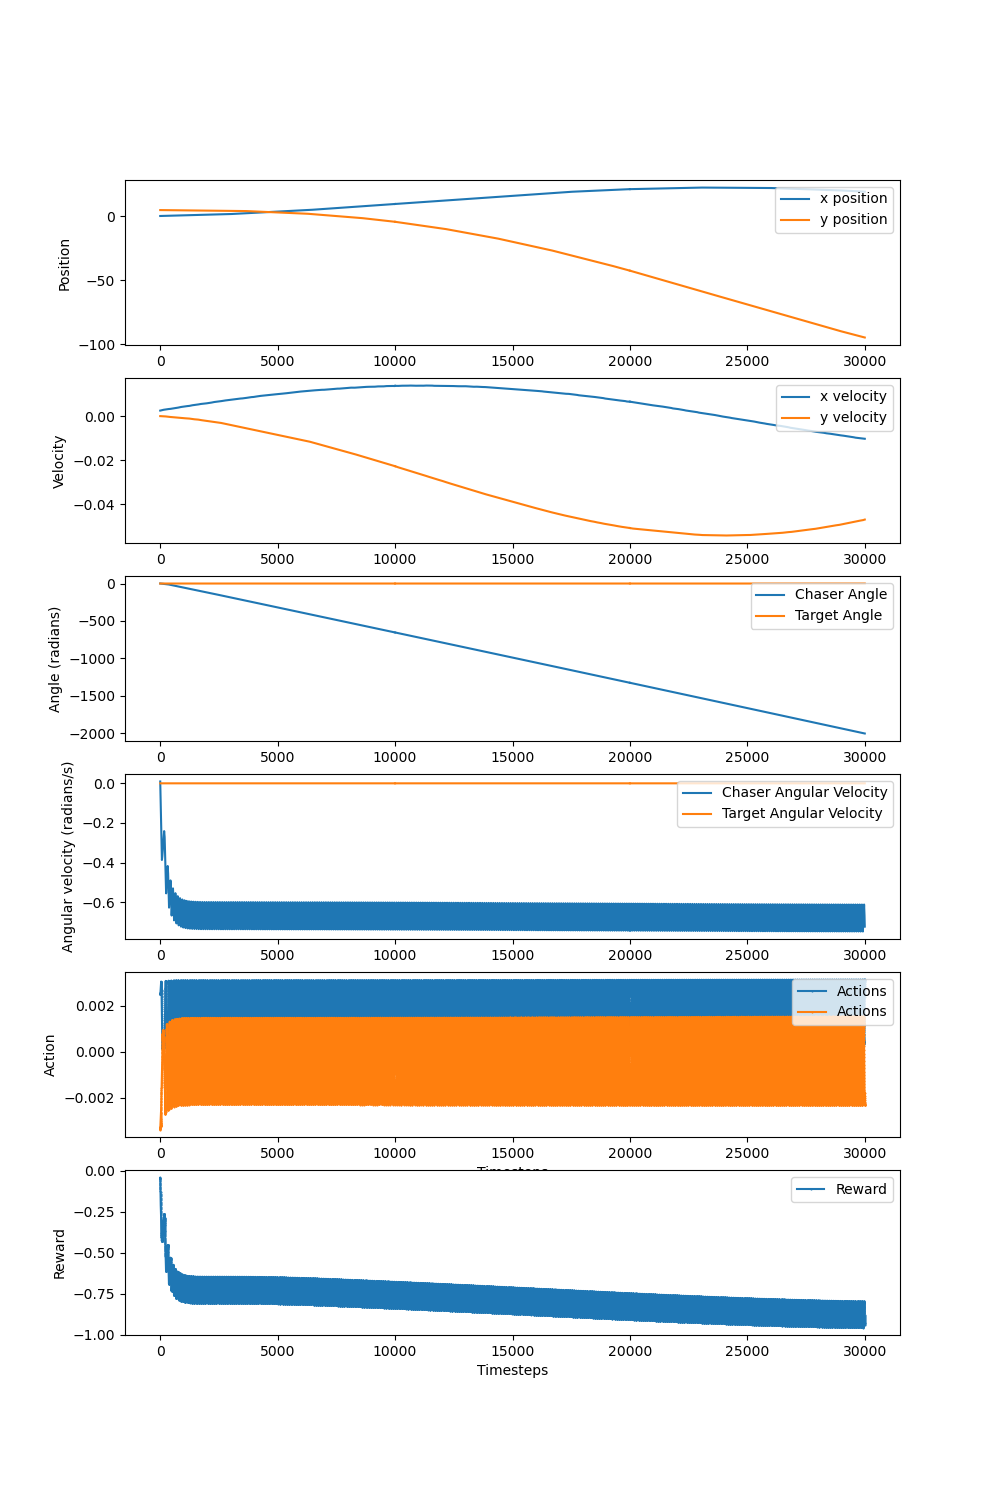 0
−50
−100
Position
x position
y position
0 5000 10000 15000 20000 25000 30000
0.00
−0.02
−0.04
Velocity
x velocity
y velocity
0 5000 10000 15000 20000 25000 30000
0
−500
−1000
−1500
−2000
Angle (radians)
Chaser Angle
Target Angle
0 5000 10000 15000 20000 25000 30000
0.0
−0.2
−0.4
−0.6
Angular velocity (radians/s)
Chaser Angular Velocity
Target Angular Velocity
0 5000 10000 15000 20000 25000 30000
0.002
0.000
−0.002
Action
Actions
Actions
0 5000 10000 15000 20000 25000 30000
Timesteps
0.00
−0.25
−0.50
−0.75
−1.00
Reward
Reward
0 5000 10000 15000 20000 25000 30000
Timesteps